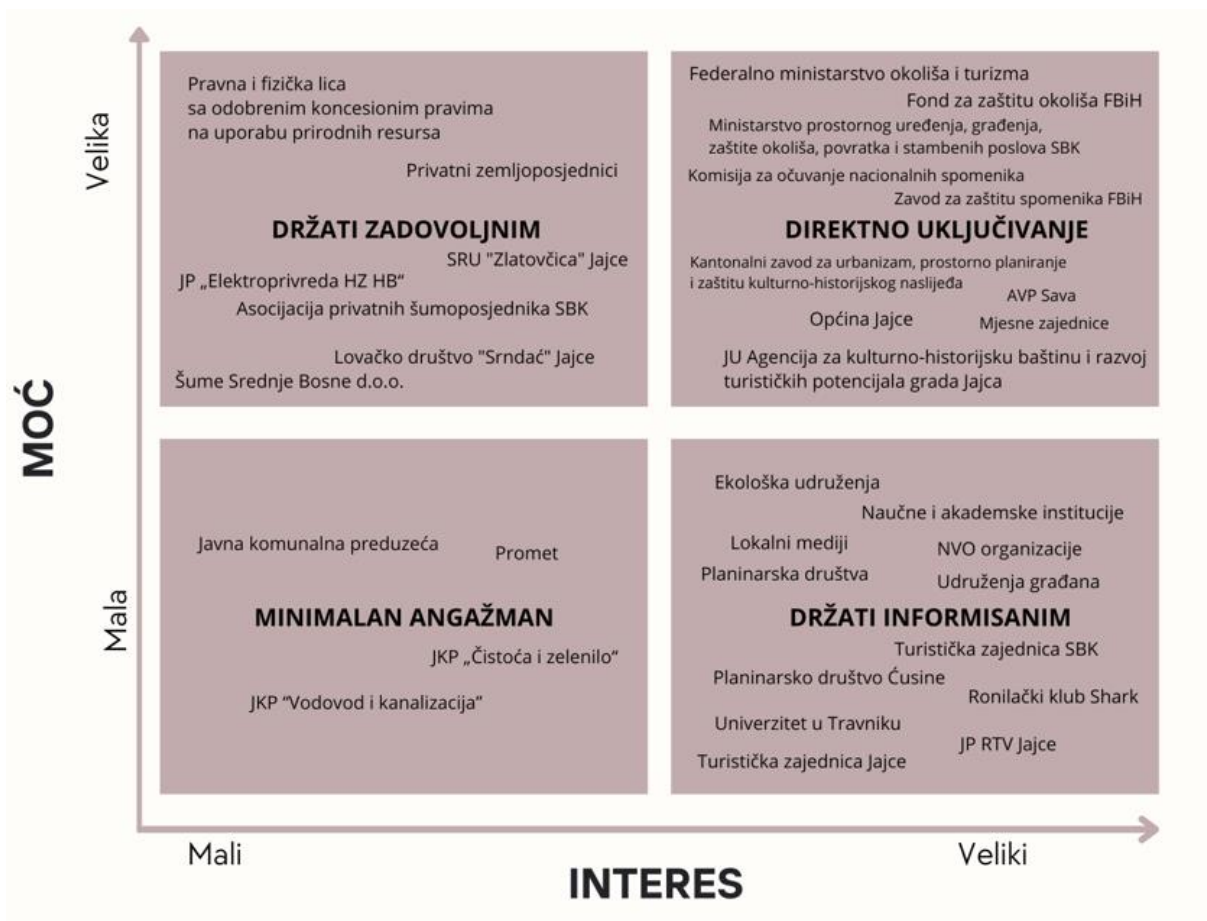 MOĆ
Velika
Mala
Pravna i fizička lica
sa odobrenim koncesionim pravima
na uporabu prirodnih resursa
Privatni zemljoposjednici
DRŽATI ZADOVOLJNIM
SRU "Zlatovčica" Jajce
JP „Elektroprivreda HZ HB“
Asocijacija privatnih šumoposjednika SBK
Lovačko društvo "Srndać" Jajce
Šume Srednje Bosne d.o.o.
Federalno ministarstvo okoliša i turizma
Fond za zaštitu okoliša FBiH
Ministarstvo prostornog uređenja, građenja,
zaštite okoliša, povratka i stambenih poslova SBK
Komisija za očuvanje nacionalnih spomenika
Zavod za zaštitu spomenika FBiH
DIREKTNO UKLJUČIVANJE
Kantonalni zavod za urbanizam, prostorno planiranje
i zaštitu kulturno-historijskog naslijeđa
AVP Sava
Općina Jajce
Mjesne zajednice
JU Agencija za kulturno-historijsku baštinu i razvoj
turističkih potencijala grada Jajca
Javna komunalna preduzeća
Promet
MINIMALAN ANGAŽMAN
JKP „Čistoća i zelenilo“
JKP “Vodovod i kanalizacija“
Ekološka udruženja
Naučne i akademske institucije
Lokalni mediji
NVO organizacije
Planinarska društva
Udruženja građana
DRŽATI INFORMISANIM
Turistička zajednica SBK
Planinarsko društvo Ćusine
Ronilački klub Shark
Univerzitet u Travniku
JP RTV Jajce
Turistička zajednica Jajce
Mali
Veliki
INTERES